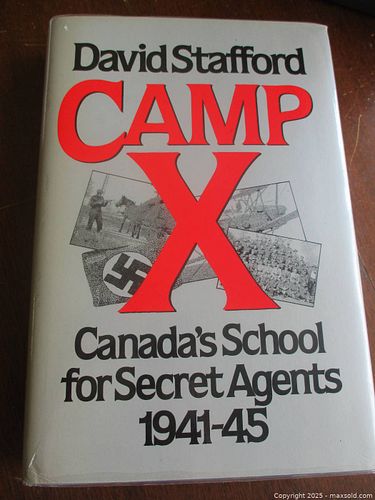 David Stafford
CAMP
X
Canada's School
for Secret Agents
1941-45
Copyright © 2025 - maxsold.com